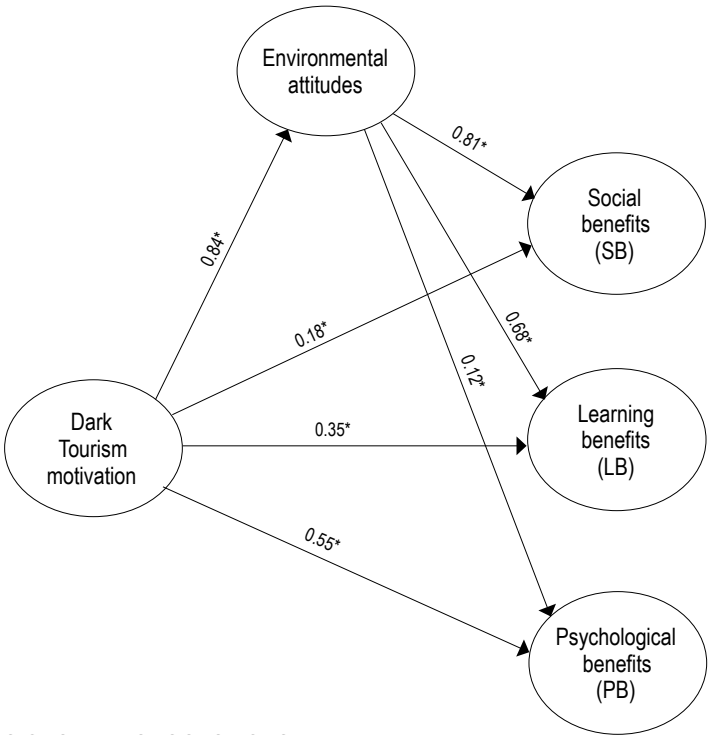 Environmental
attitudes
0.81*
Social
benefits
(SB)
0.84*
0.18*
0.68*
0.12*
Dark
Tourism
motivation
0.35*
Learning
benefits
(LB)
0.55*
Psychological
benefits
(PB)